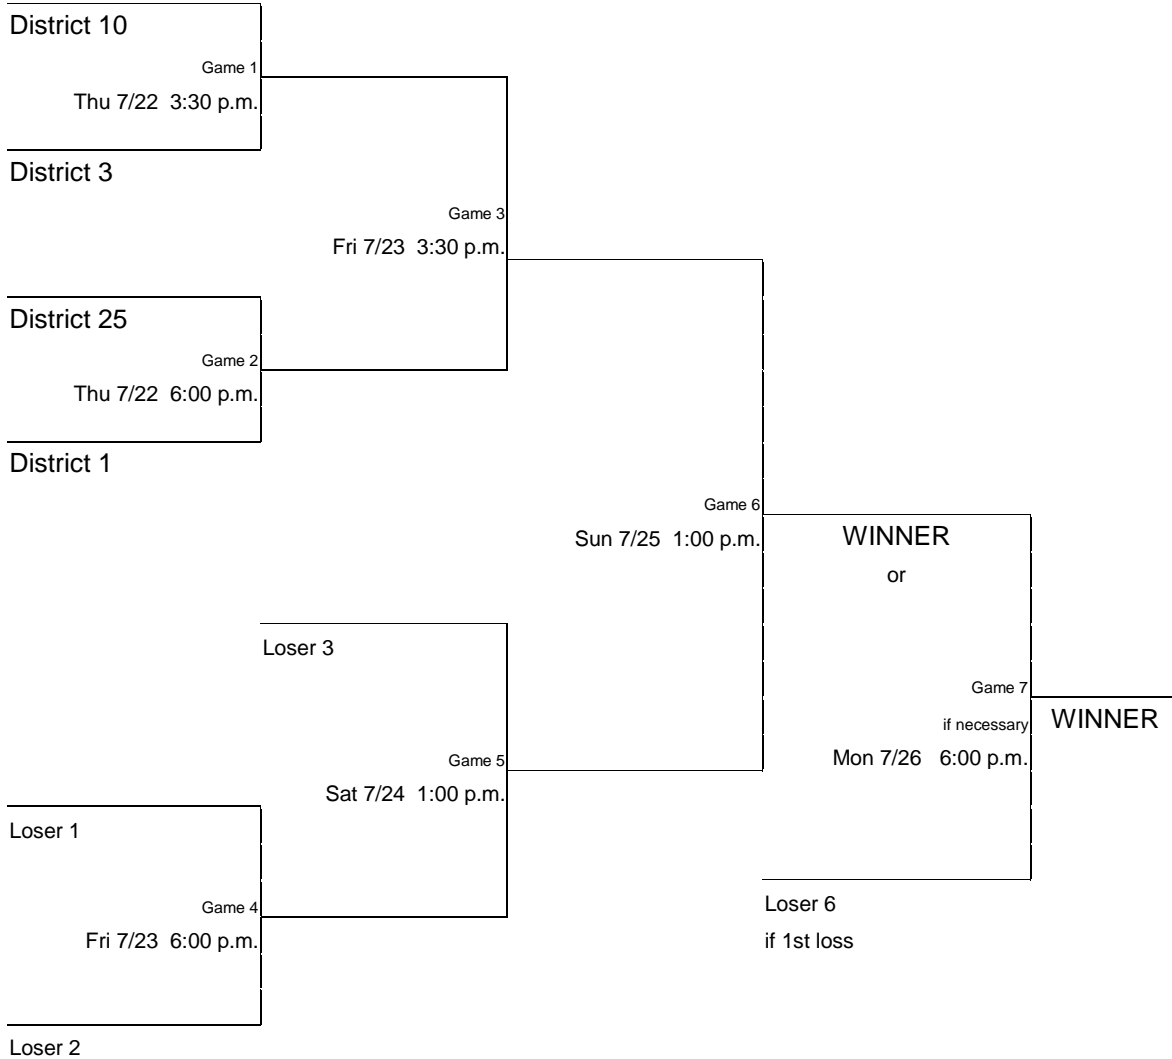 District 10
Game 1
Thu 7/22 3:30 p.m.
District 3
Game 3
Fri 7/23 3:30 p.m.
District 25
Game 2
Thu 7/22 6:00 p.m.
District 1
Game 6
Sun 7/25 1:00 p.m.
WINNER
or
Loser 3
Game 7
if necessary
Mon 7/26 6:00 p.m.
WINNER
Game 5
Sat 7/24 1:00 p.m.
Loser 1
Game 4
Fri 7/23 6:00 p.m.
Loser 6
if 1st loss
Loser 2